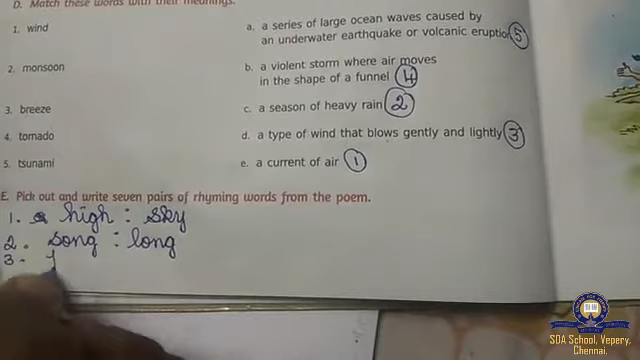 D. Match these words with their meanings.
1. wind
a. a series of large ocean waves caused by
an underwater earthquake or volcanic eruption 5
2. monsoon
b. a violent storm where air moves
in the shape of a funnel 4
3. breeze
c. a season of heavy rain 2
4. tornado
d. a type of wind that blows gently and lightly 3
5. tsunami
e. a current of air 1
E. Pick out and write seven pairs of rhyming words from the poem.
1. high : sky
2. song : long
3.
SDA School, Vepery,
Chennai.